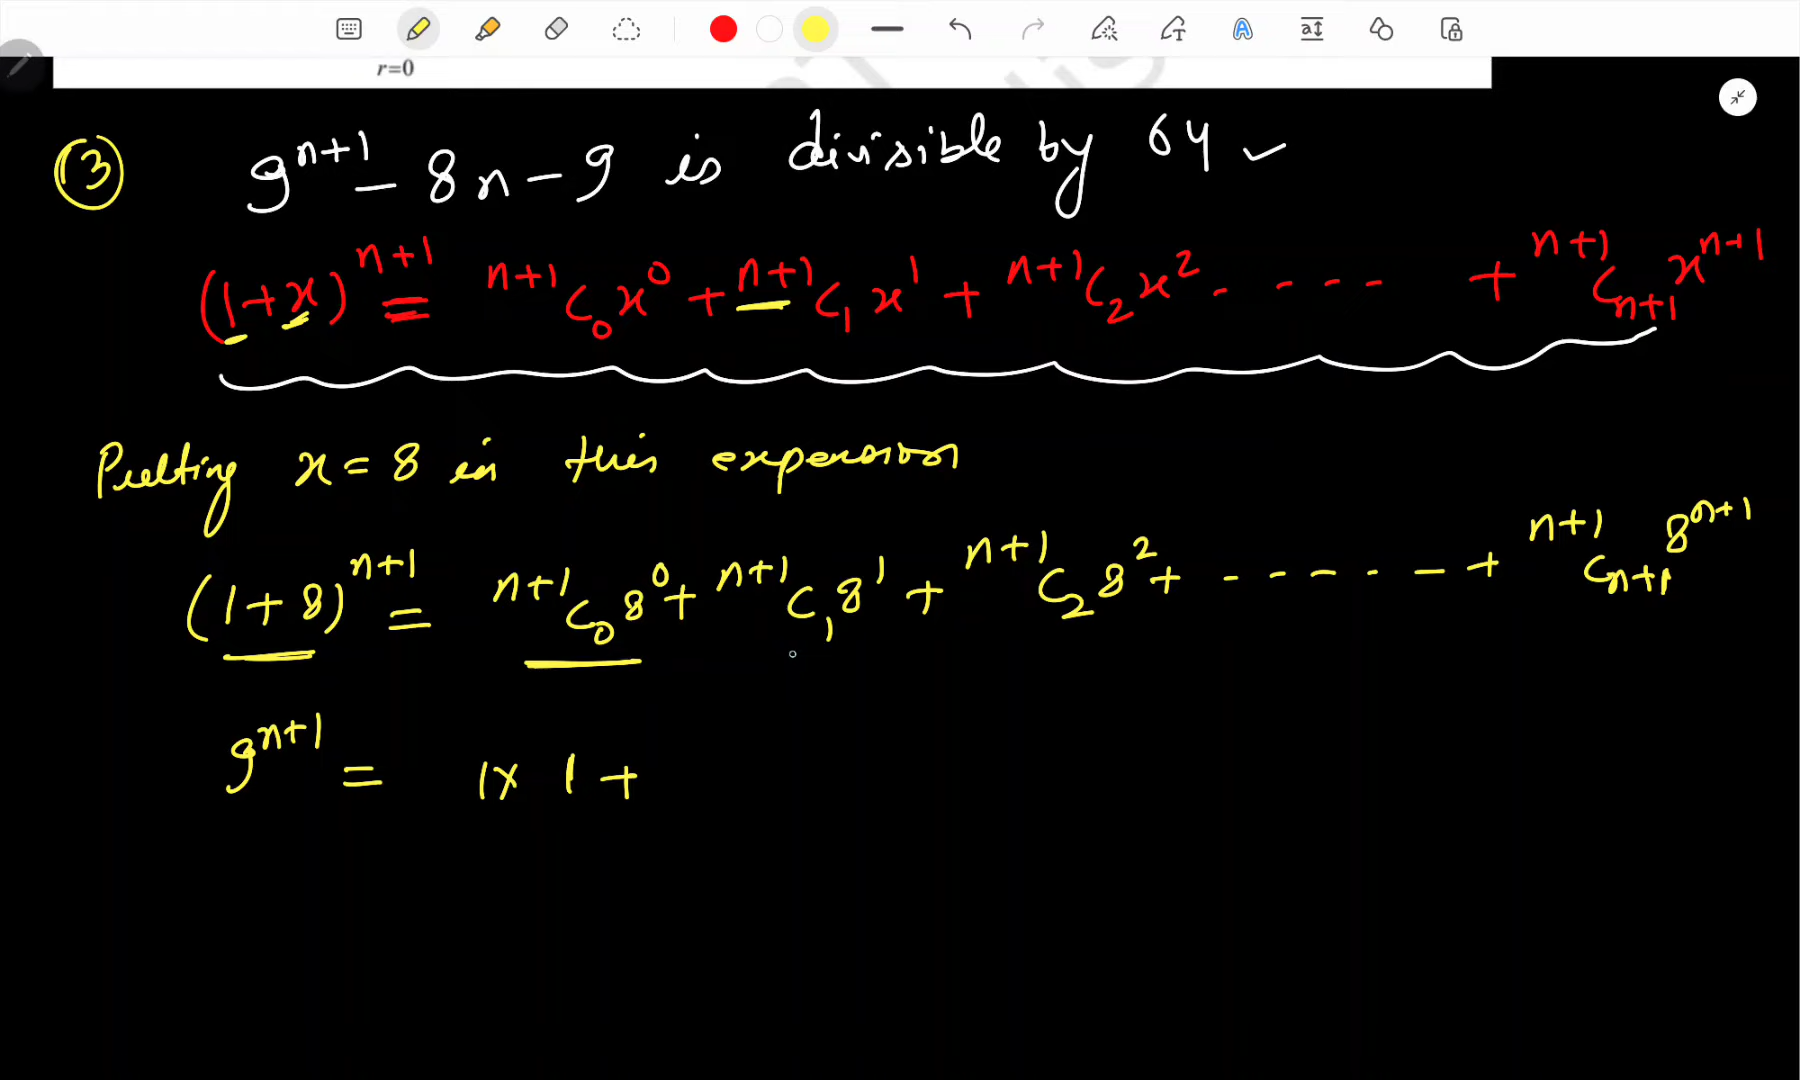 r=0
(3) 9^{n+1} - 8n - 9 is divisible by 64 ✓
(1+x)^{n+1} = ^{n+1}C_0 x^0 + ^{n+1}C_1 x^1 + ^{n+1}C_2 x^2 - - - - - + ^{n+1}C_{n+1} x^{n+1}
Putting x = 8 in this expension
(1+8)^{n+1} = ^{n+1}C_0 8^0 + ^{n+1}C_1 8^1 + ^{n+1}C_2 8^2 + - - - - - - + ^{n+1}C_{n+1} 8^{n+1}
9^{n+1} = 1 × 1 +